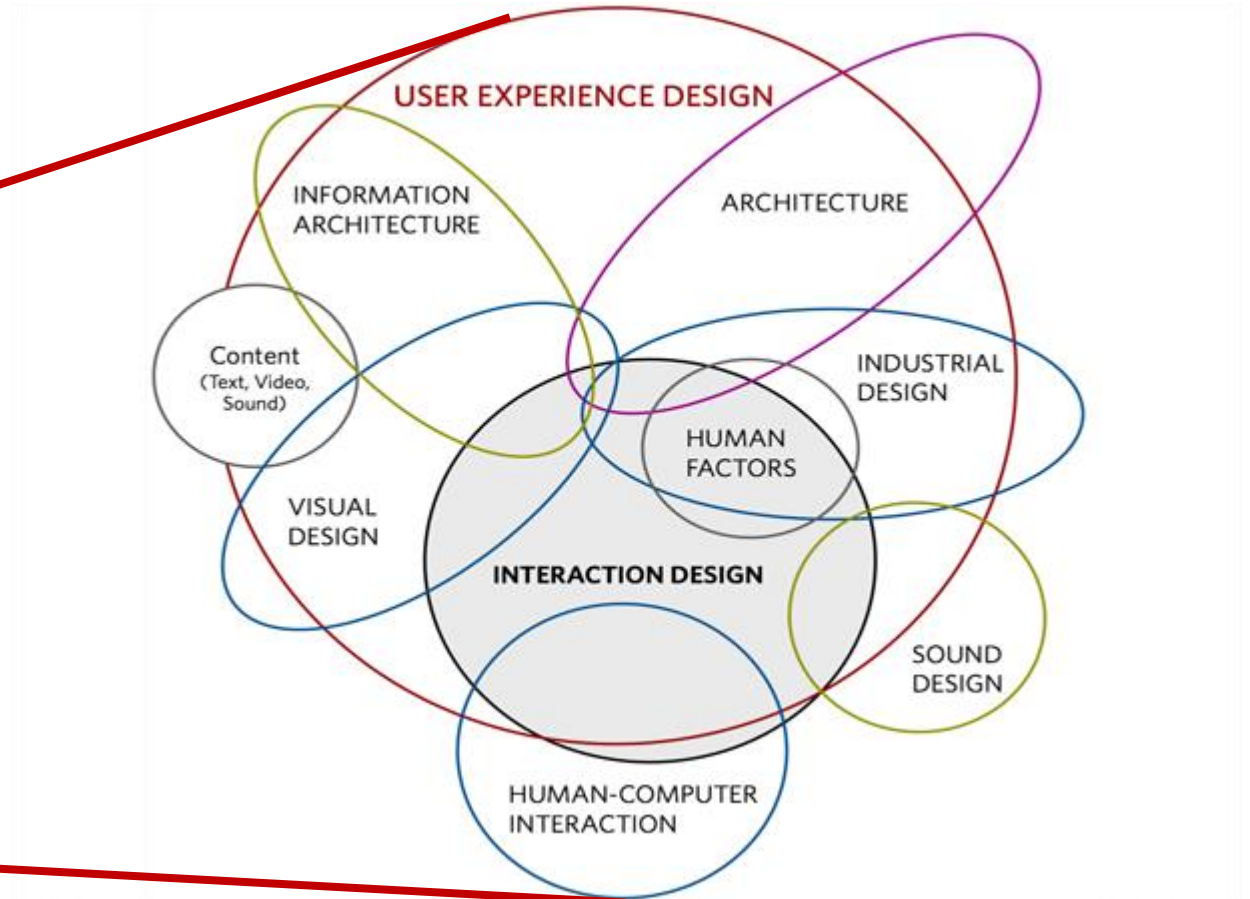 USER EXPERIENCE DESIGN
INFORMATION
ARCHITECTURE
ARCHITECTURE
Content
(Text, Video,
Sound)
INDUSTRIAL
DESIGN
HUMAN
FACTORS
VISUAL
DESIGN
INTERACTION DESIGN
SOUND
DESIGN
HUMAN-COMPUTER
INTERACTION